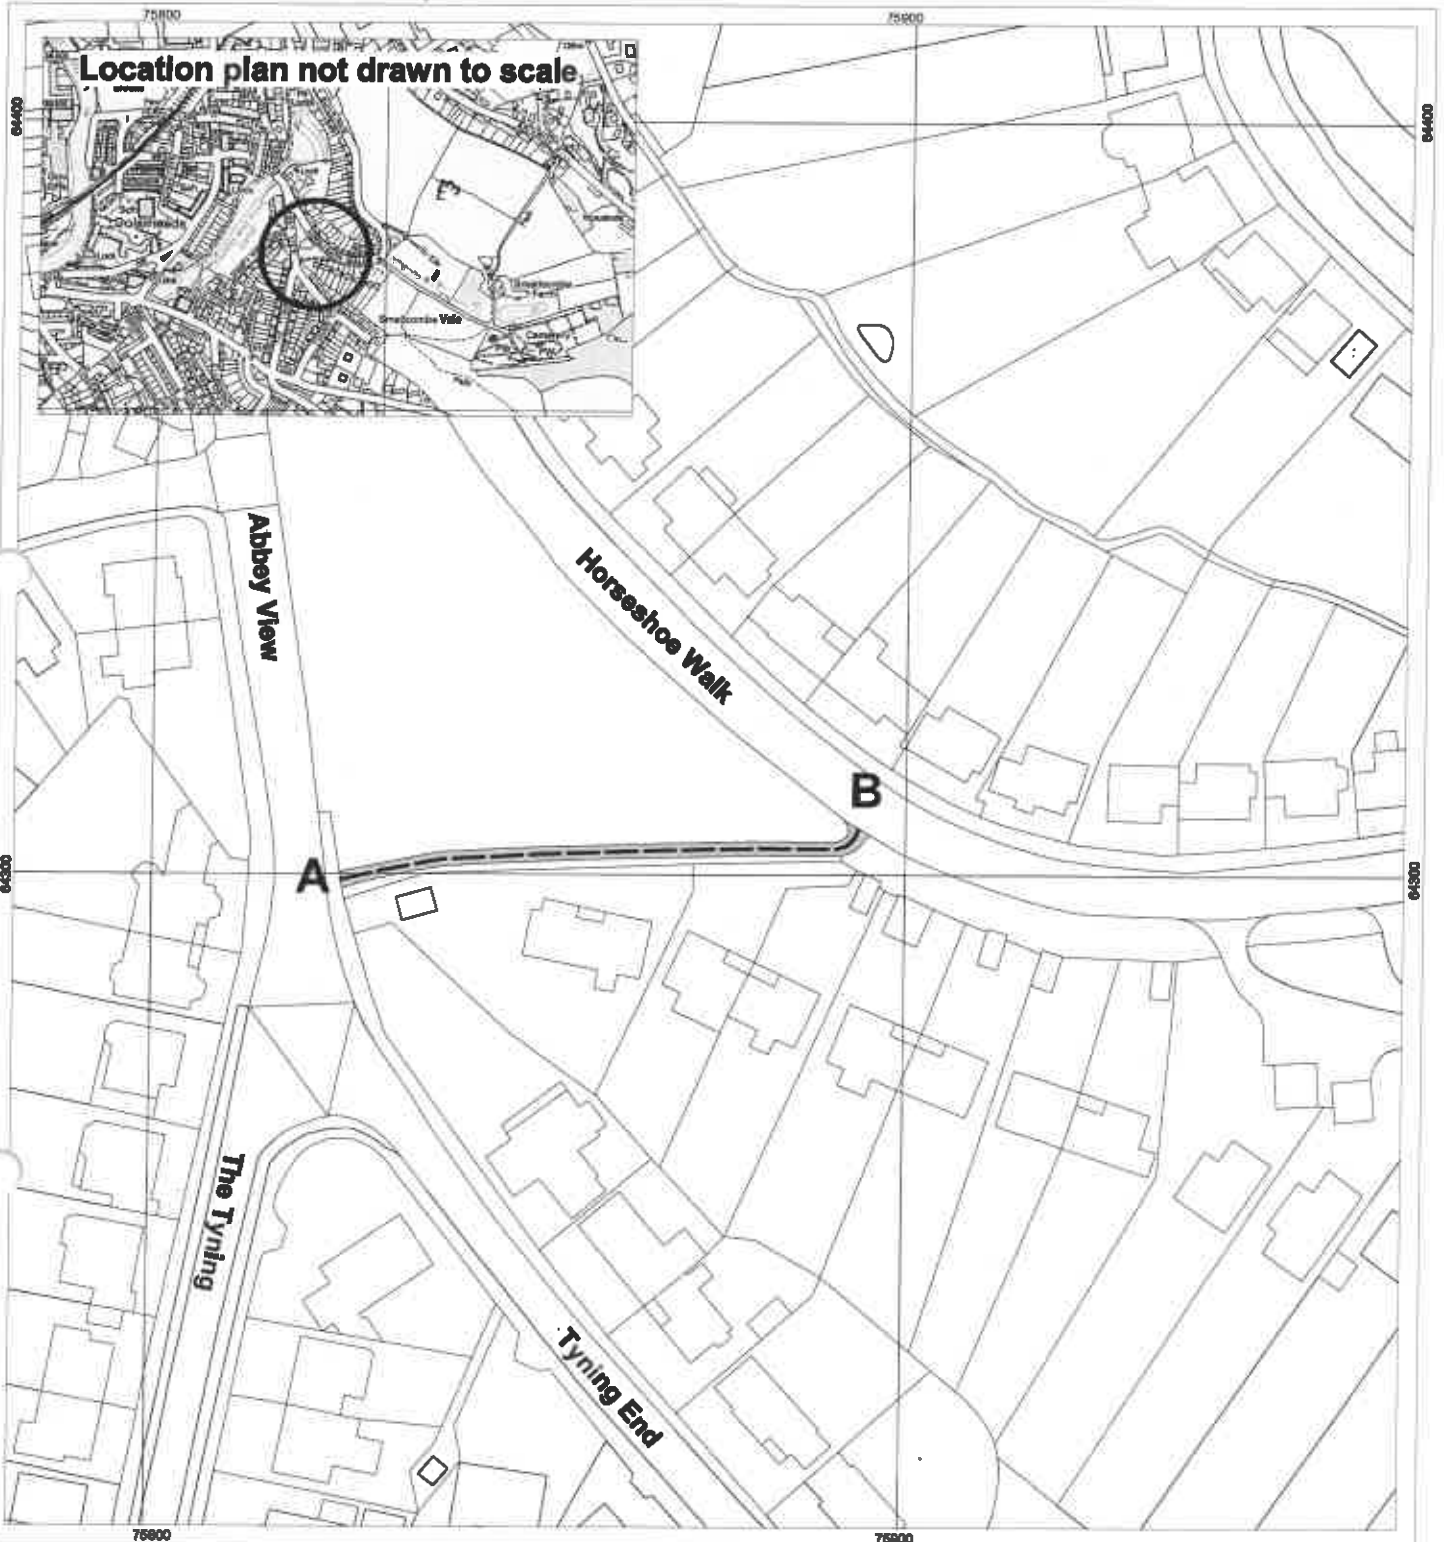 75800
75900
64400
64400
Location plan not drawn to scale
Smallcombe Vale
Abbey View
Horseshoe Walk
B
A
64300
64300
The Tyning
Tyning End
75800
75900